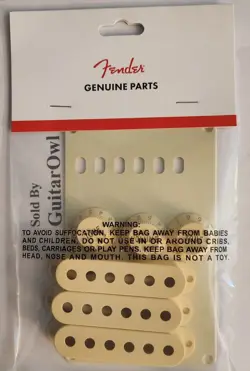 Fender
GENUINE PARTS
Sold By
GuitarOwl
WARNING:
TO AVOID SUFFOCATION, KEEP BAG AWAY FROM BABIES
AND CHILDREN. DO NOT USE IN OR AROUND CRIBS,
BEDS, CARRIAGES OR PLAY PENS. KEEP BAG AWAY FROM
HEAD, NOSE AND MOUTH. THIS BAG IS NOT A TOY.